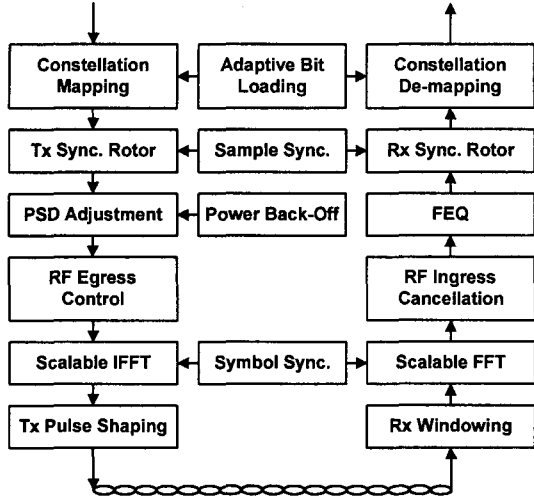 Constellation
Mapping
Adaptive Bit
Loading
Constellation
De-mapping
Tx Sync. Rotor
Sample Sync.
Rx Sync. Rotor
PSD Adjustment
Power Back-Off
FEQ
RF Egress
Control
RF Ingress
Cancellation
Scalable IFFT
Symbol Sync.
Scalable FFT
Tx Pulse Shaping
Rx Windowing